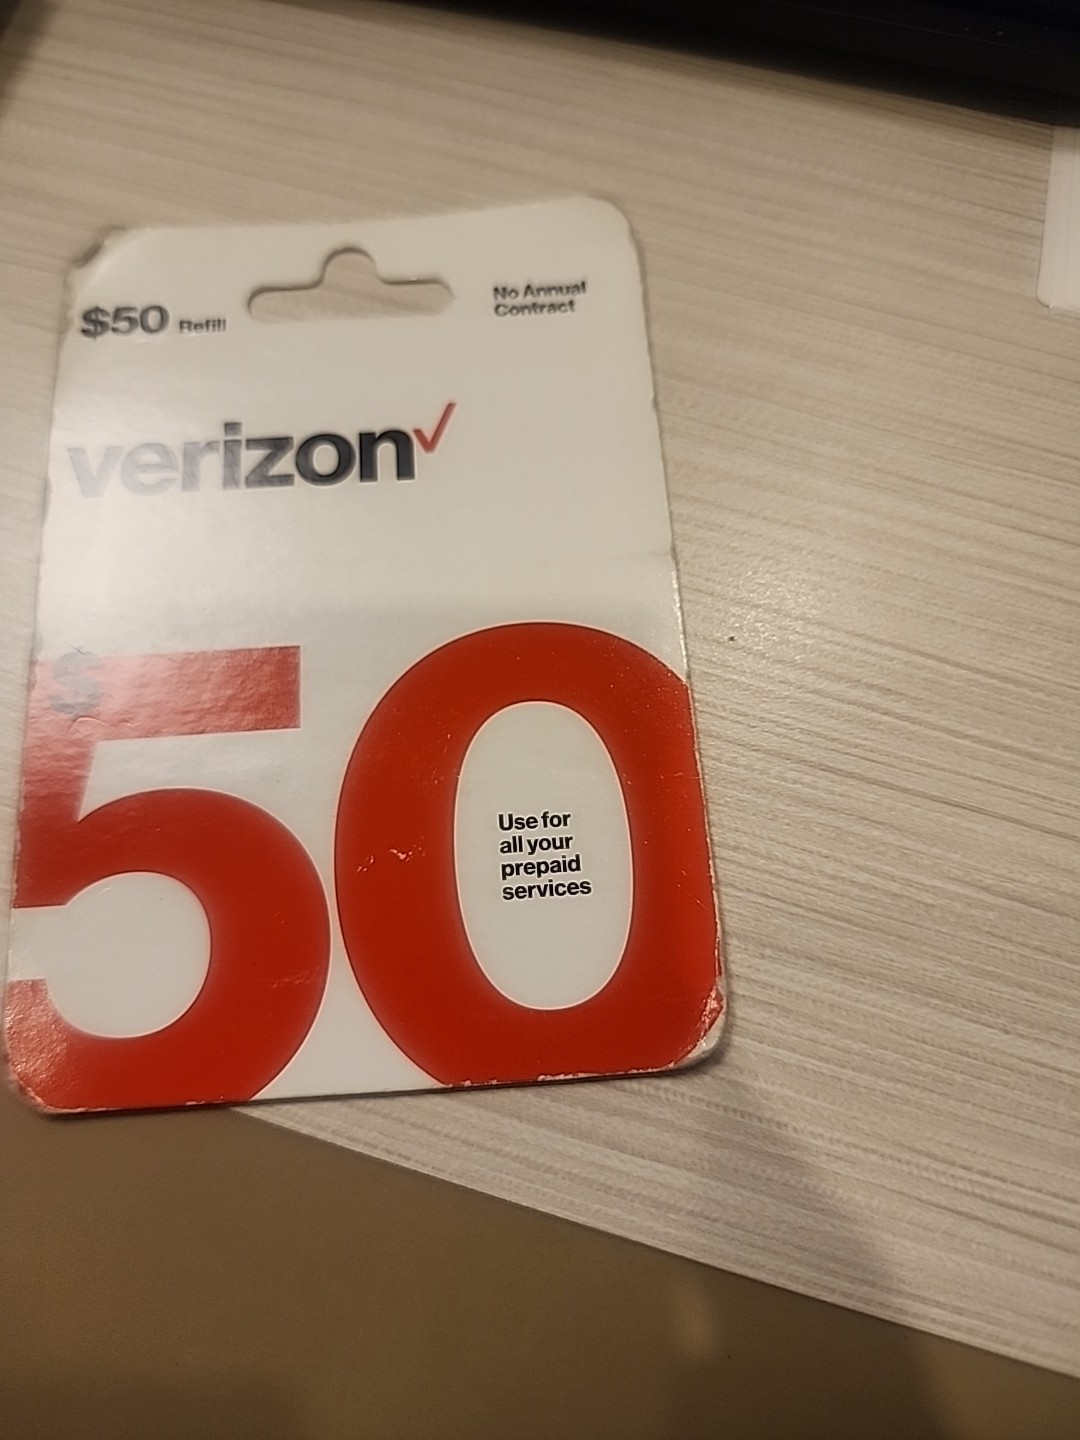 $50 Refill
No Annual
Contract
verizon✓
$50
Use for
all your
prepaid
services